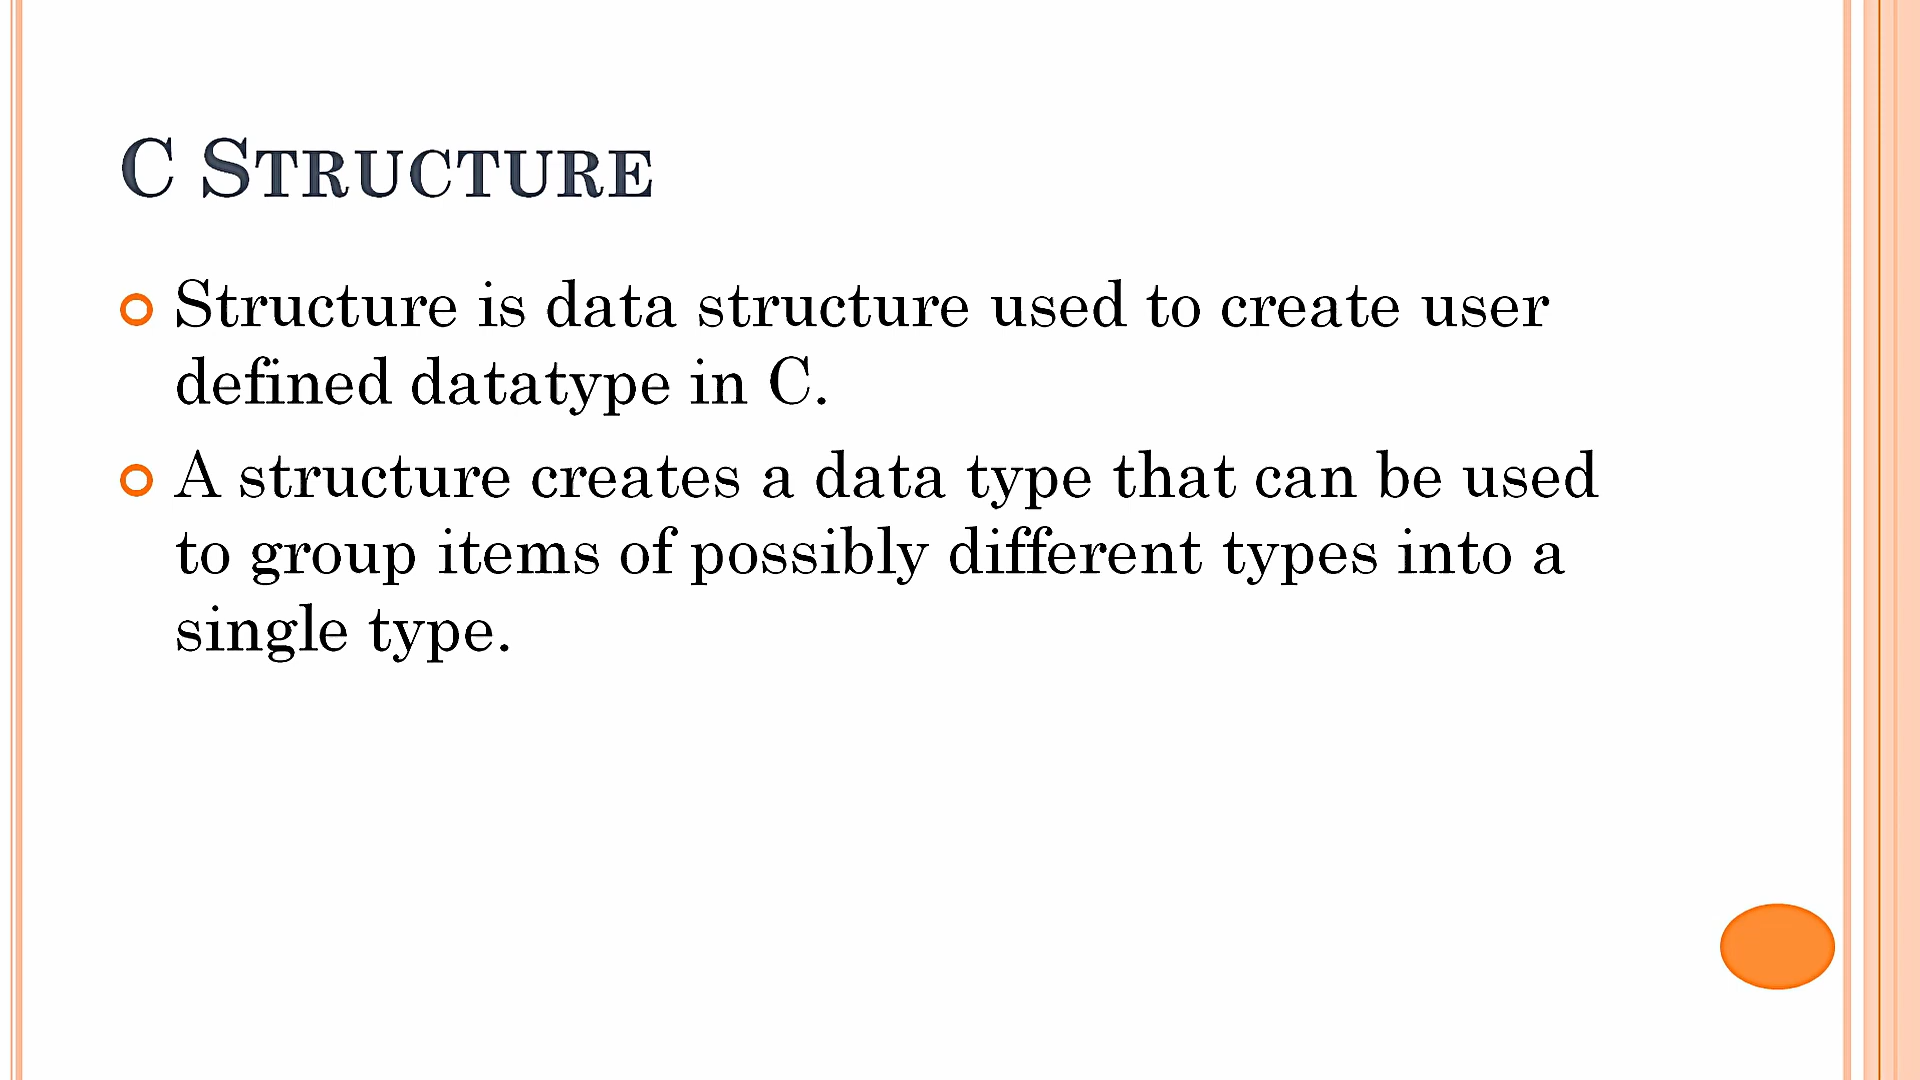 C STRUCTURE
Structure is data structure used to create user
defined datatype in C.
A structure creates a data type that can be used
to group items of possibly different types into a
single type.